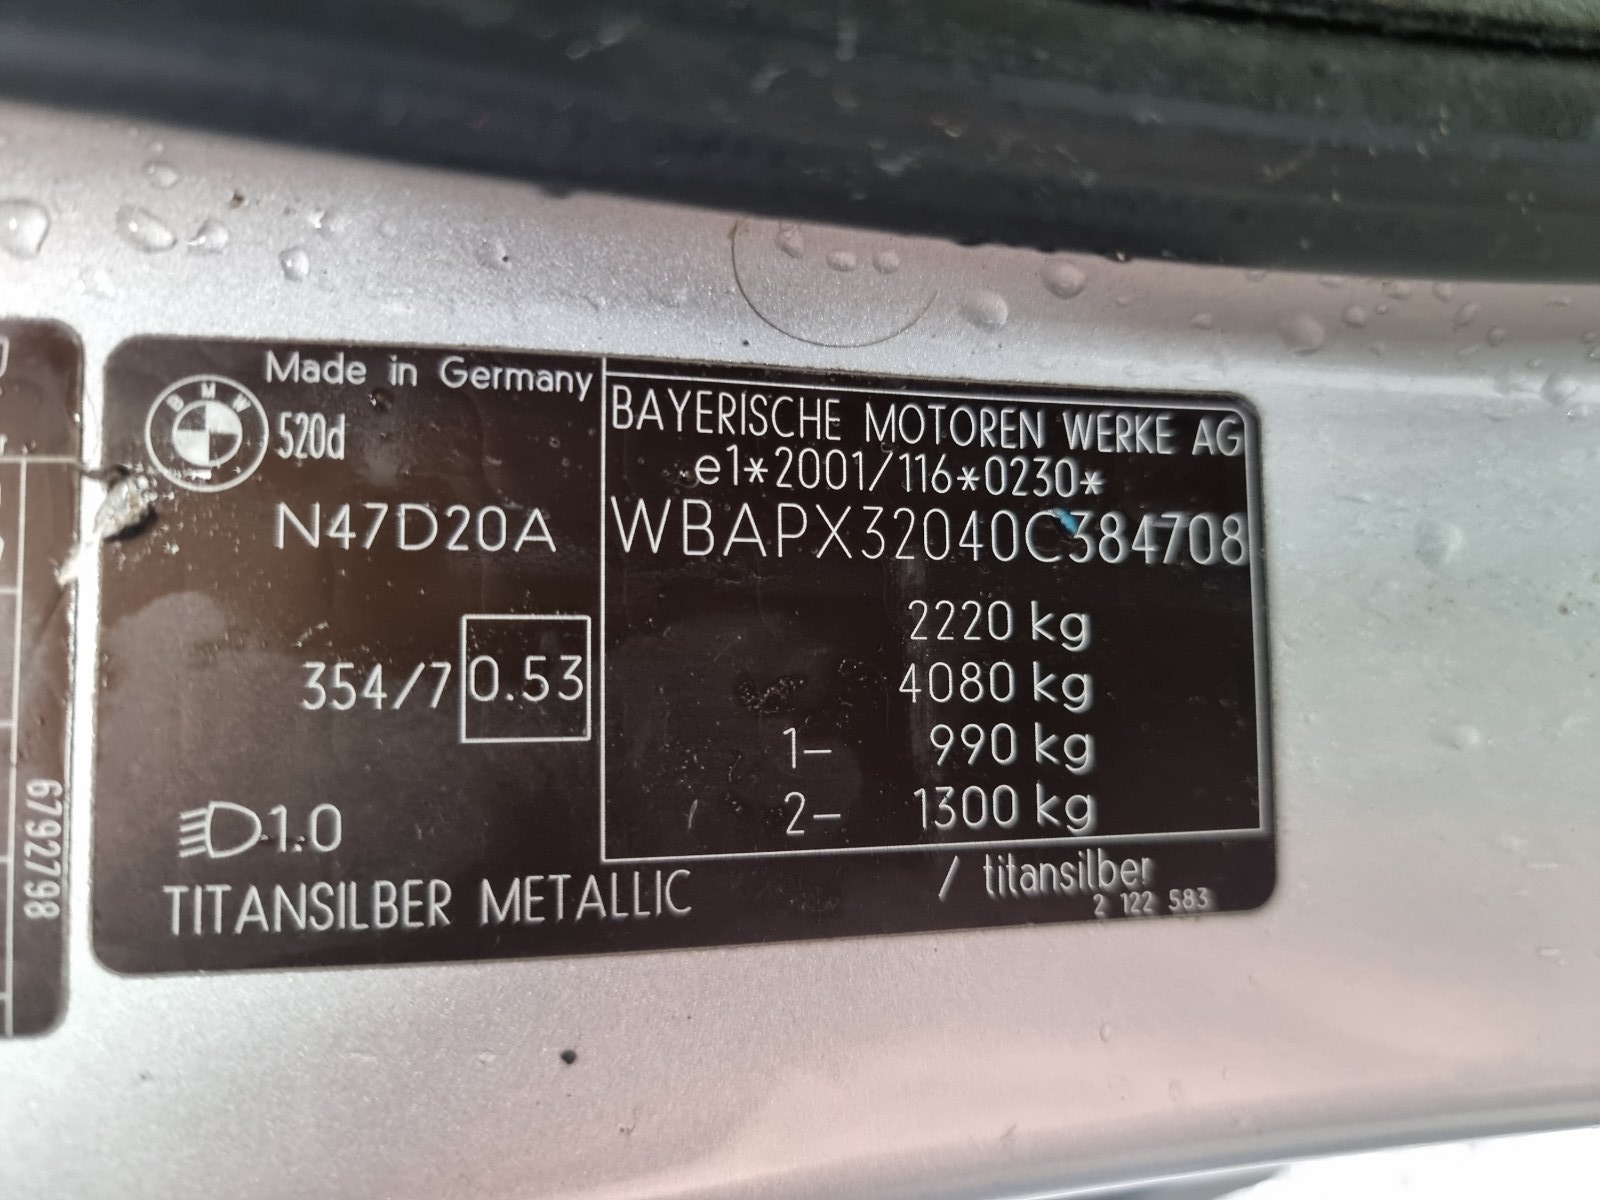 Made in Germany
BMW
520d
N47D20A
354/7 0.53
1.0
TITANSILBER METALLIC
BAYERISCHE MOTOREN WERKE AG
e1*2001/116*0230*
WBAPX32040C384708
2220 kg
4080 kg
1- 990 kg
2- 1300 kg
/ titansilber
2 122 583
6792798